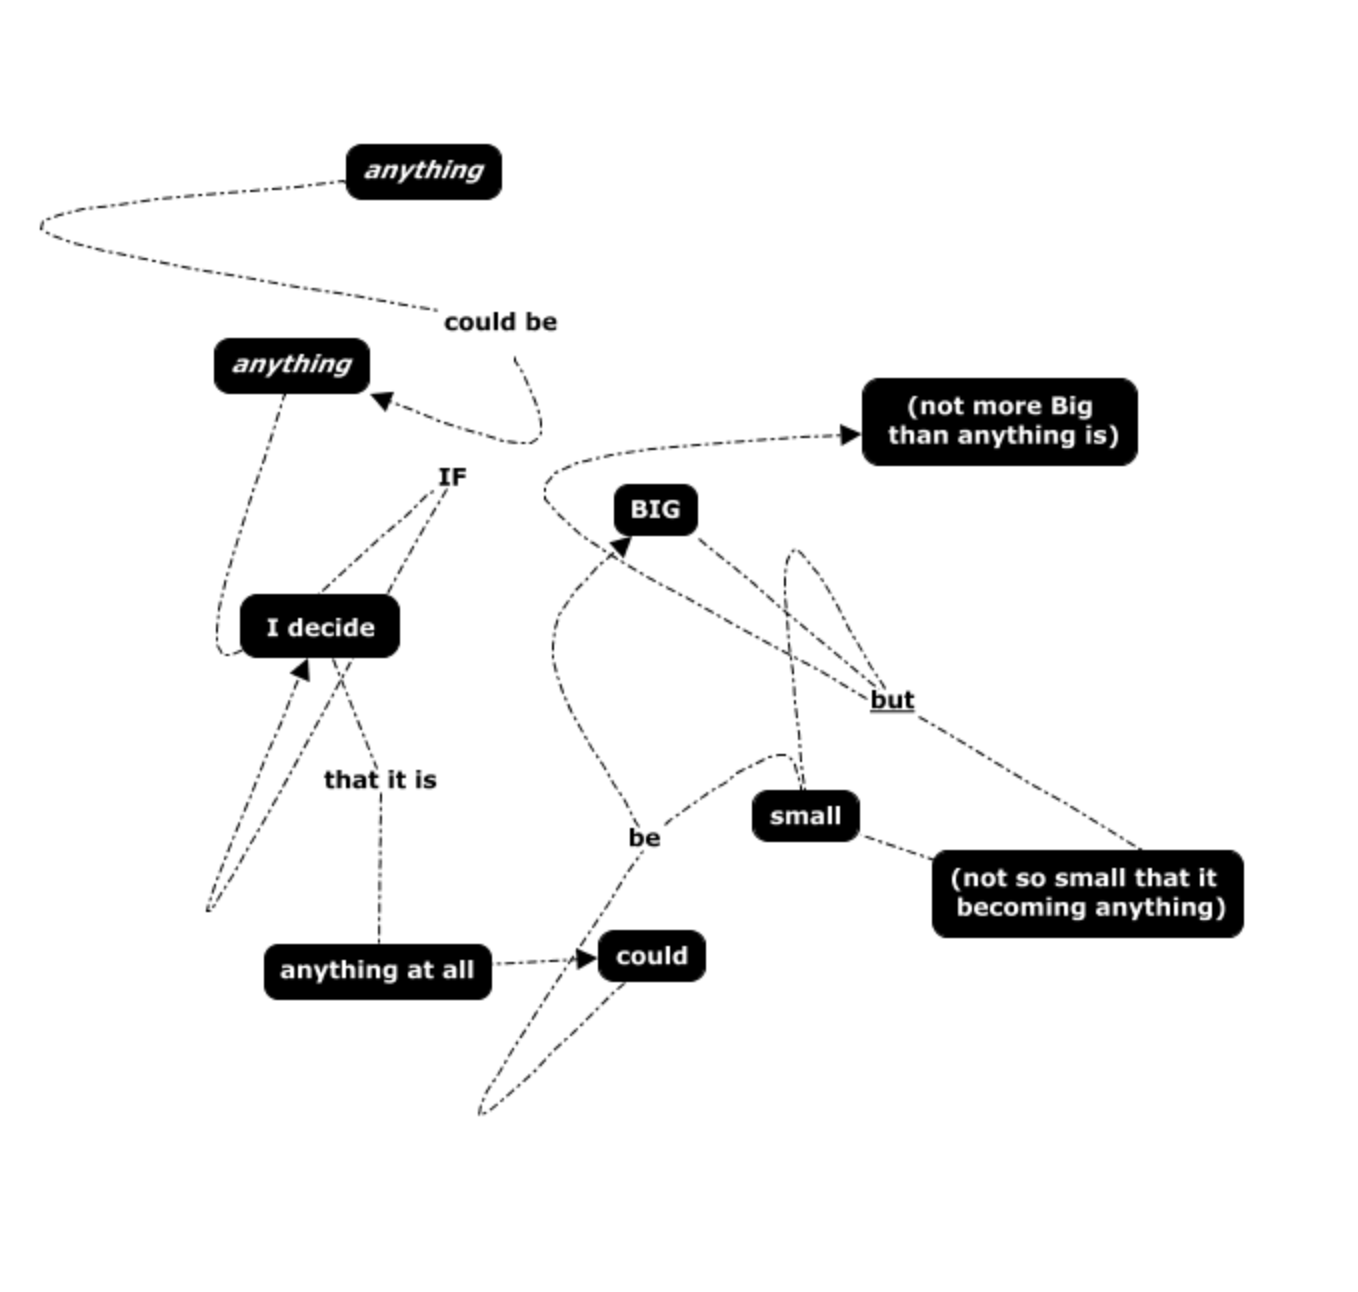 anything
could be
anything
(not more Big
than anything is)
IF
BIG
I decide
but
that it is
small
be
(not so small that it
becoming anything)
could
anything at all